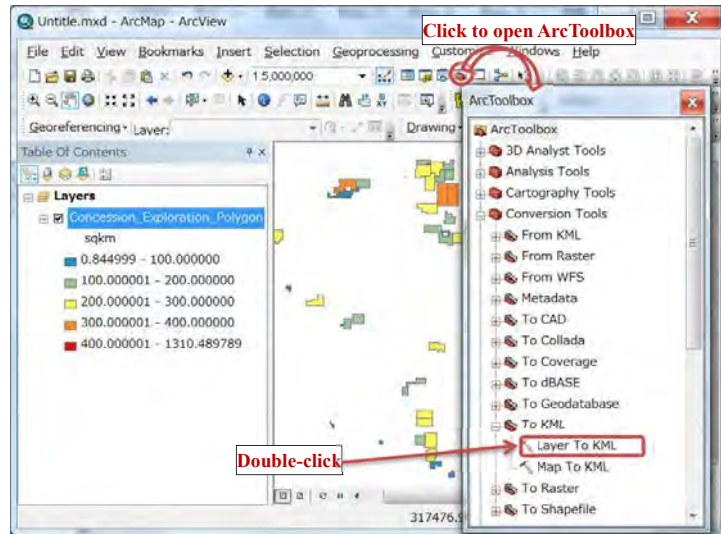 Untitle.mxd - ArcMap - ArcView
Click to open ArcToolbox
File Edit View Bookmarks Insert Selection Geoprocessing Custom Windows Help
1:5,000,000
Georeferencing Layer:
Drawing
Table Of Contents
Layers
Concession_Exploration_Polygon
sqkm
0.844999 - 100.000000
100.000001 - 200.000000
200.000001 - 300.000000
300.000001 - 400.000000
400.000001 - 1310.489789
ArcToolbox
ArcToolbox
3D Analyst Tools
Analysis Tools
Cartography Tools
Conversion Tools
From KML
From Raster
From WFS
Metadata
To CAD
To Collada
To Coverage
To dBASE
To Geodatabase
To KML
Layer To KML
Map To KML
To Raster
To Shapefile
Double-click
317476.9